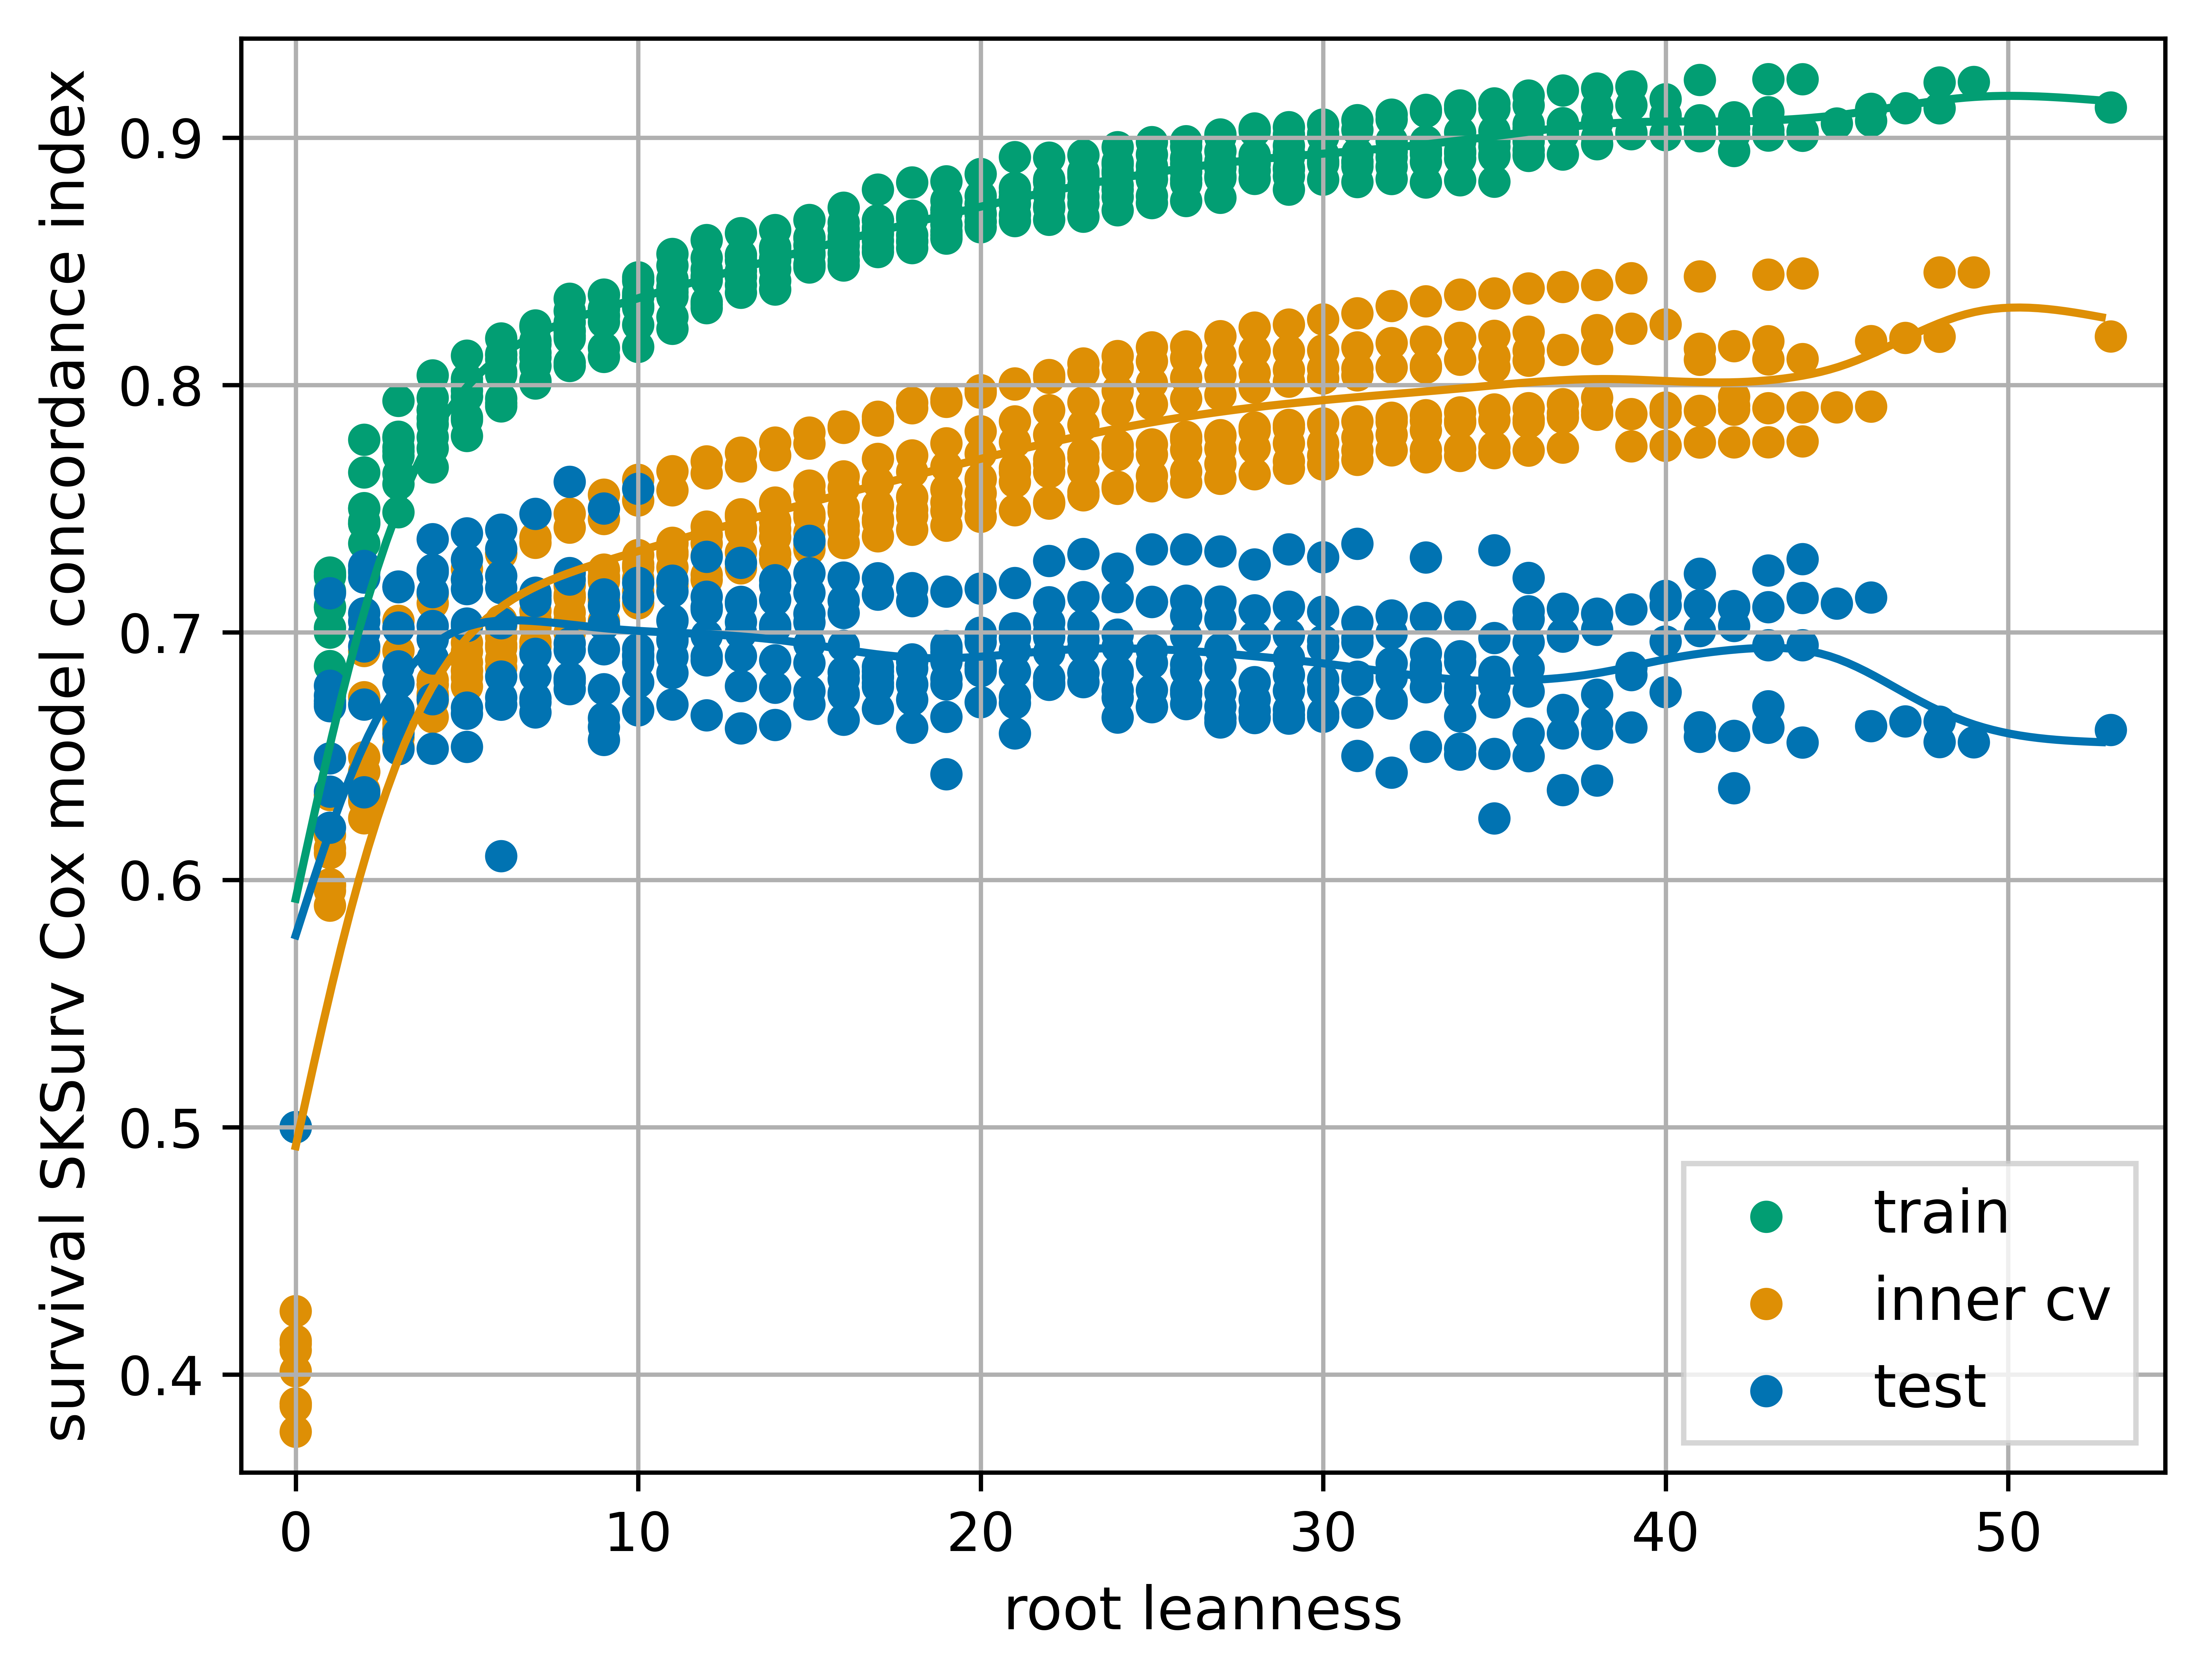 survival SKSurv Cox model concordance index
0.9
0.8
0.7
0.6
0.5
0.4
0 10 20 30 40 50
root leanness
train
inner cv
test